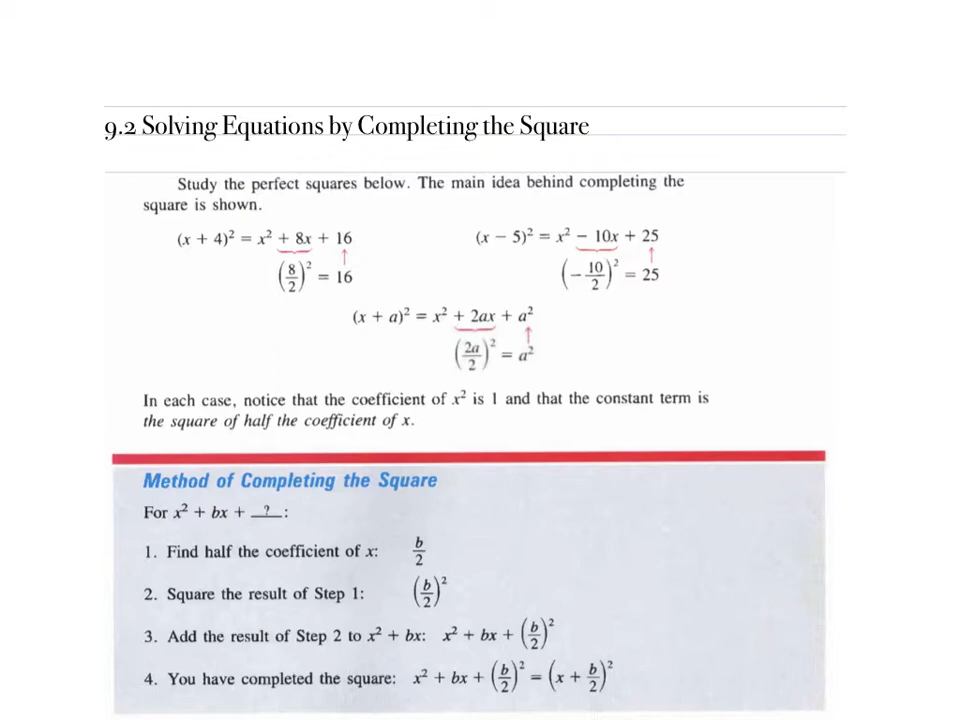 9.2 Solving Equations by Completing the Square
Study the perfect squares below. The main idea behind completing the
square is shown.
(x + 4)² = x² + 8x + 16
(8/2)² = 16
(x − 5)² = x² − 10x + 25
(−10/2)² = 25
(x + a)² = x² + 2ax + a²
(2a/2)² = a²
In each case, notice that the coefficient of x² is 1 and that the constant term is
the square of half the coefficient of x.
Method of Completing the Square
For x² + bx + ? :
1. Find half the coefficient of x: b/2
2. Square the result of Step 1: (b/2)²
3. Add the result of Step 2 to x² + bx: x² + bx + (b/2)²
4. You have completed the square: x² + bx + (b/2)² = (x + b/2)²